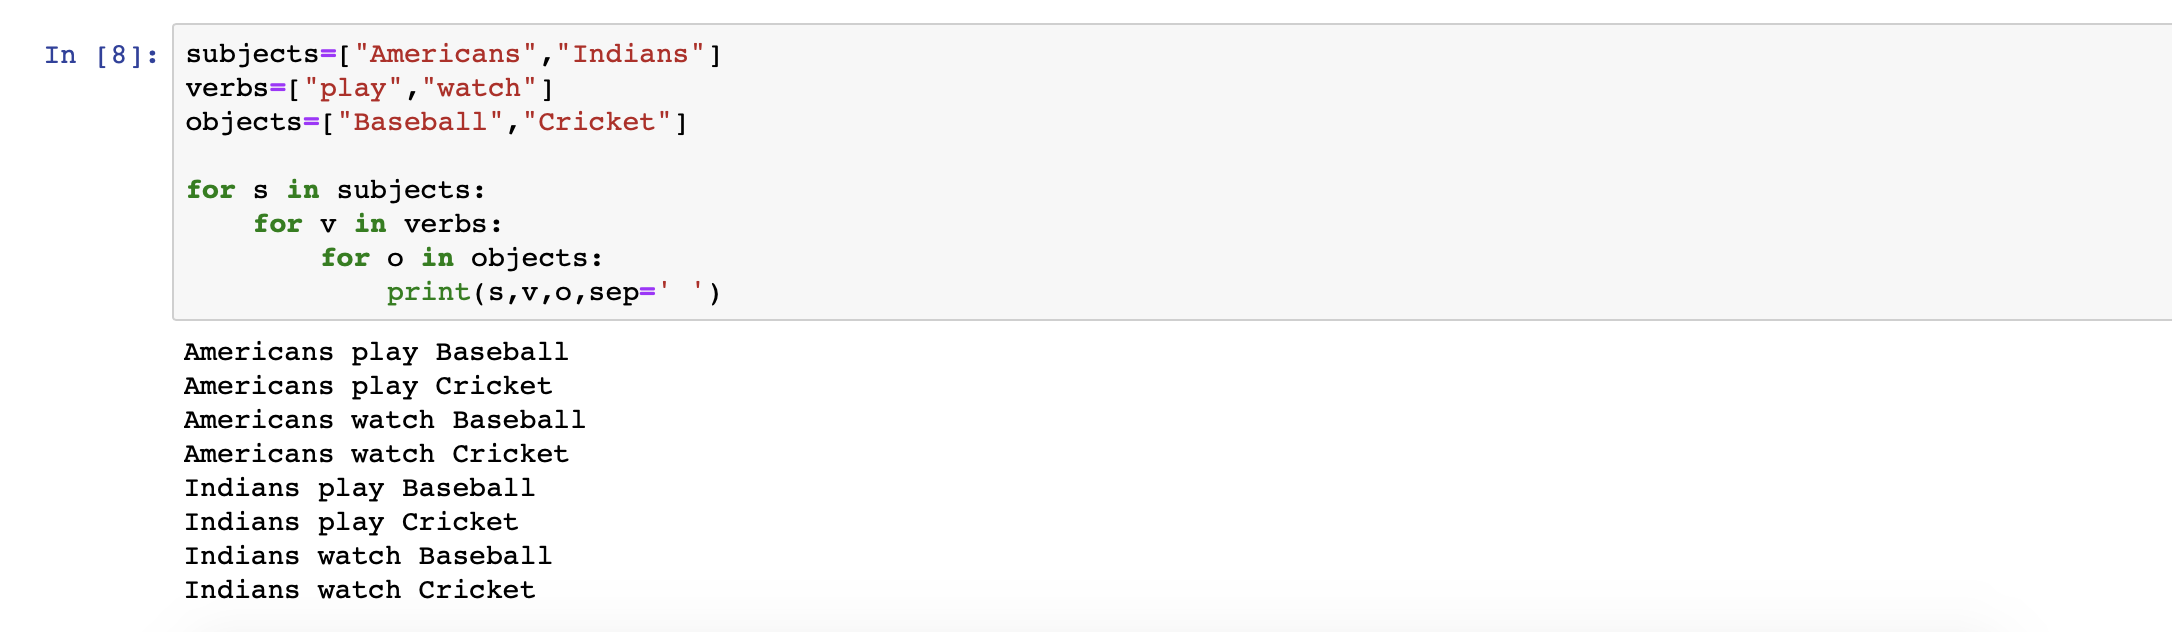 In [8]:
subjects=["Americans","Indians"]
verbs=["play","watch"]
objects=["Baseball","Cricket"]

for s in subjects:
    for v in verbs:
        for o in objects:
            print(s,v,o,sep=' ')
Americans play Baseball
Americans play Cricket
Americans watch Baseball
Americans watch Cricket
Indians play Baseball
Indians play Cricket
Indians watch Baseball
Indians watch Cricket